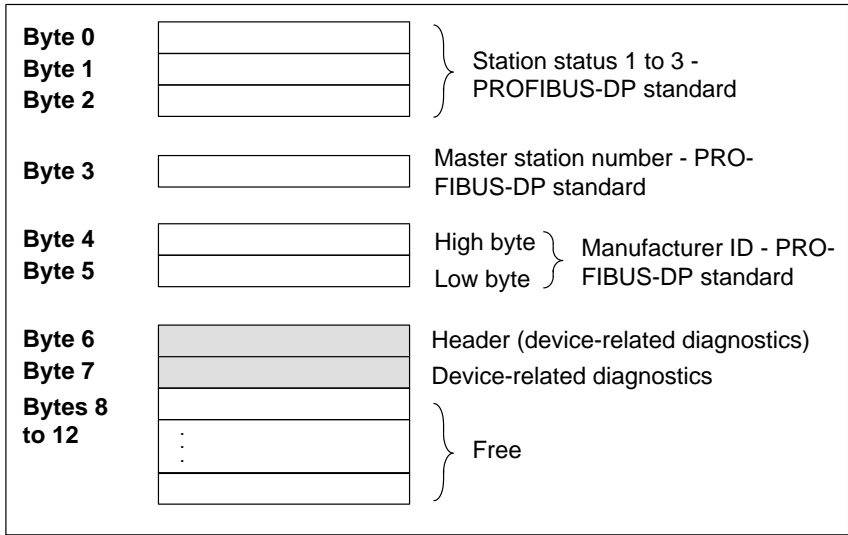 Byte 0
Byte 1
Byte 2
Station status 1 to 3 -
PROFIBUS-DP standard
Byte 3
Master station number - PRO-
FIBUS-DP standard
Byte 4
High byte
Byte 5
Low byte
Manufacturer ID - PRO-
FIBUS-DP standard
Byte 6
Header (device-related diagnostics)
Byte 7
Device-related diagnostics
Bytes 8
to 12
Free